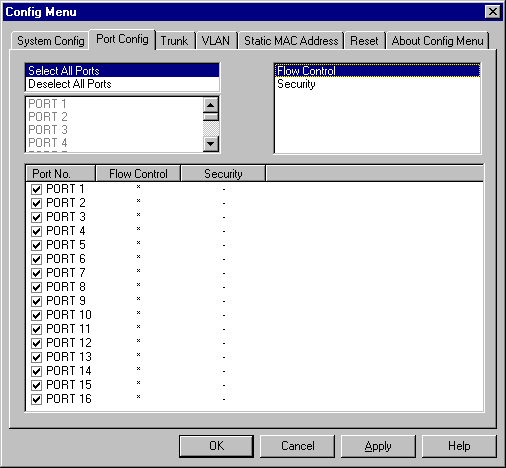 Config Menu
System Config Port Config Trunk VLAN Static MAC Address Reset About Config Menu
Select All Ports
Deselect All Ports
PORT 1
PORT 2
PORT 3
PORT 4
Flow Control
Security
Port No. Flow Control Security
PORT 1 * -
PORT 2 * -
PORT 3 * -
PORT 4 * -
PORT 5 * -
PORT 6 * -
PORT 7 * -
PORT 8 * -
PORT 9 * -
PORT 10 * -
PORT 11 * -
PORT 12 * -
PORT 13 * -
PORT 14 * -
PORT 15 * -
PORT 16 * -
OK Cancel Apply Help